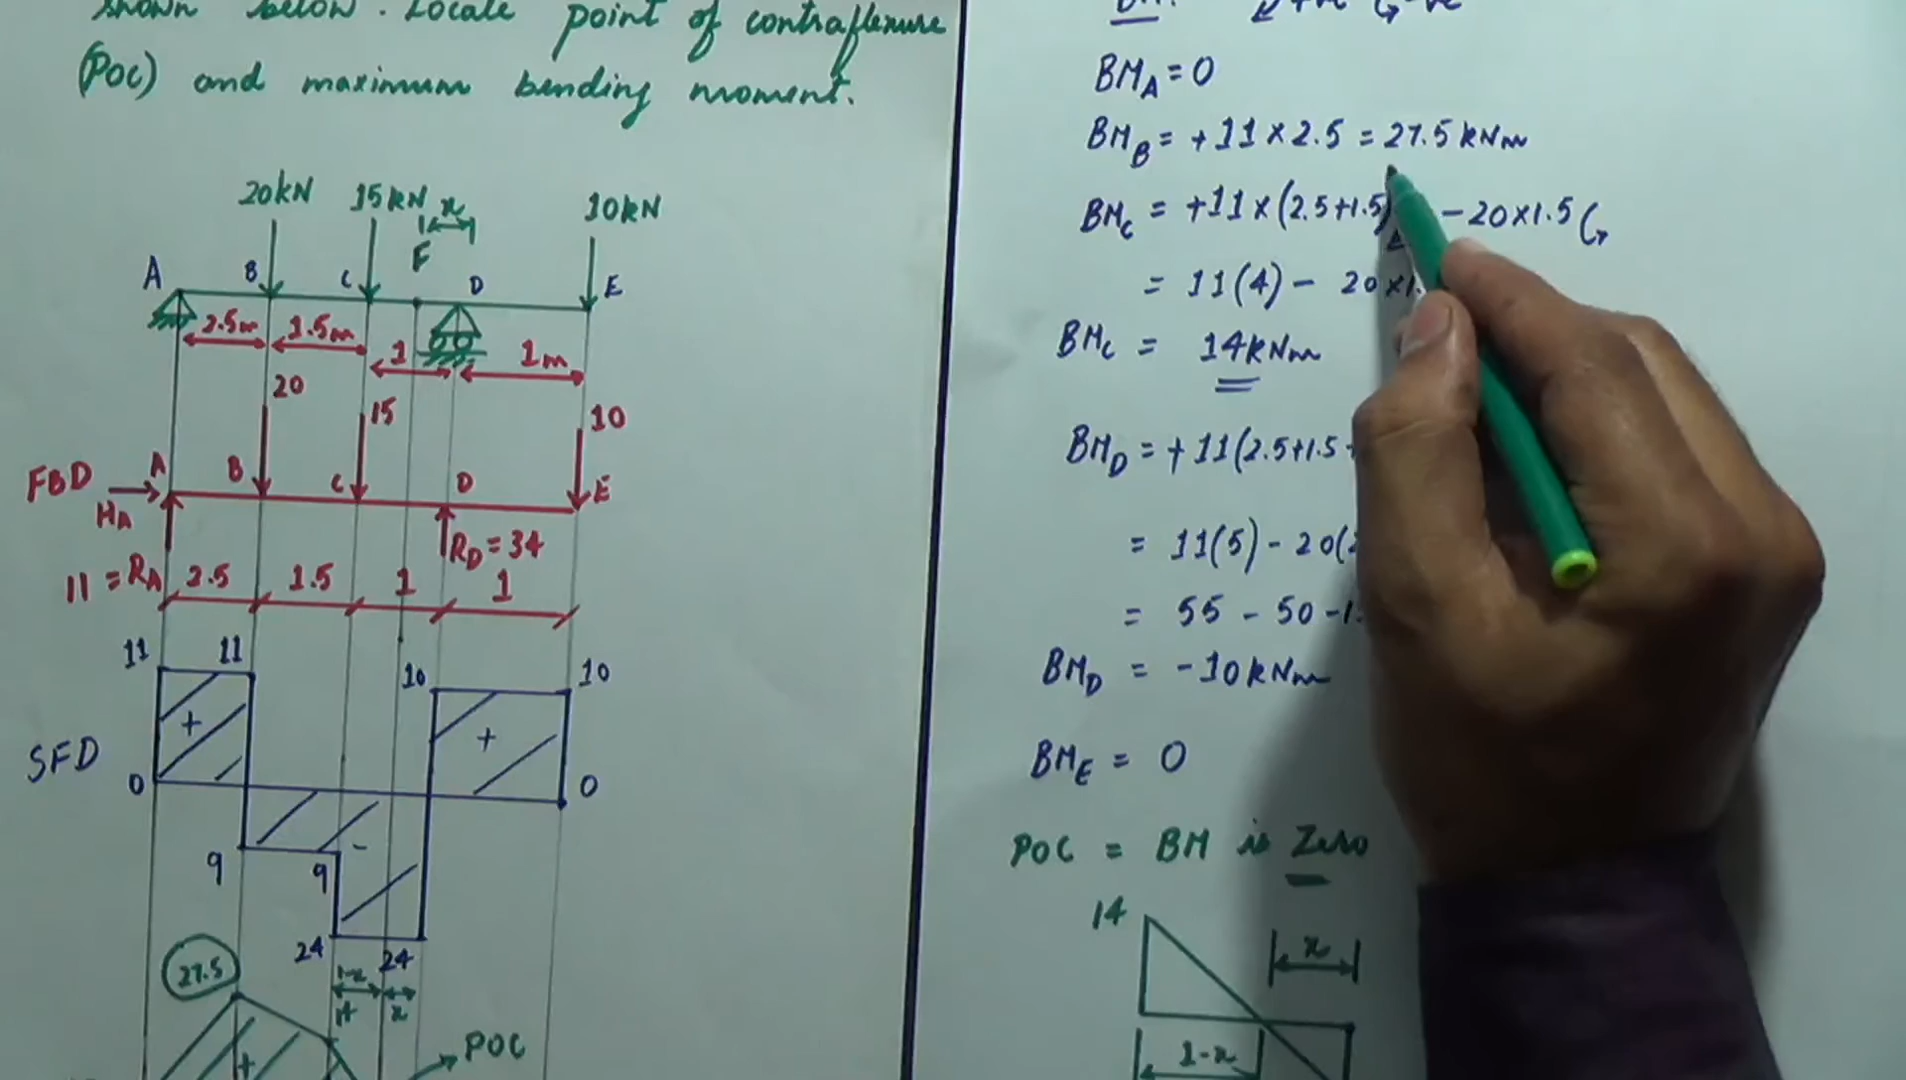 shown below. Locate point of contraflexure
(POC) and maximum bending moment.
20kN 15kN x 10kN
F
A B C D E
2.5m 1.5m 1 1m
20 15 10
FBD A B C D E
HA
RD = 34
11 = RA 2.5 1.5 1 1
11 11 10 10
+ +
SFD
0 0
9 9 -
24 24
27.5 1-x x
+ POC
BMA = 0
BMB = +11 × 2.5 = 27.5 kNm
BMC = +11 × (2.5+1.5) - 20×1.5
= 11(4) - 20×1.
BMC = 14kNm
BMD = +11(2.5+1.5+
= 11(5) - 20(2
= 55 - 50 -1
BMD = -10kNm
BME = 0
POC = BM is Zero
14
x
1-x